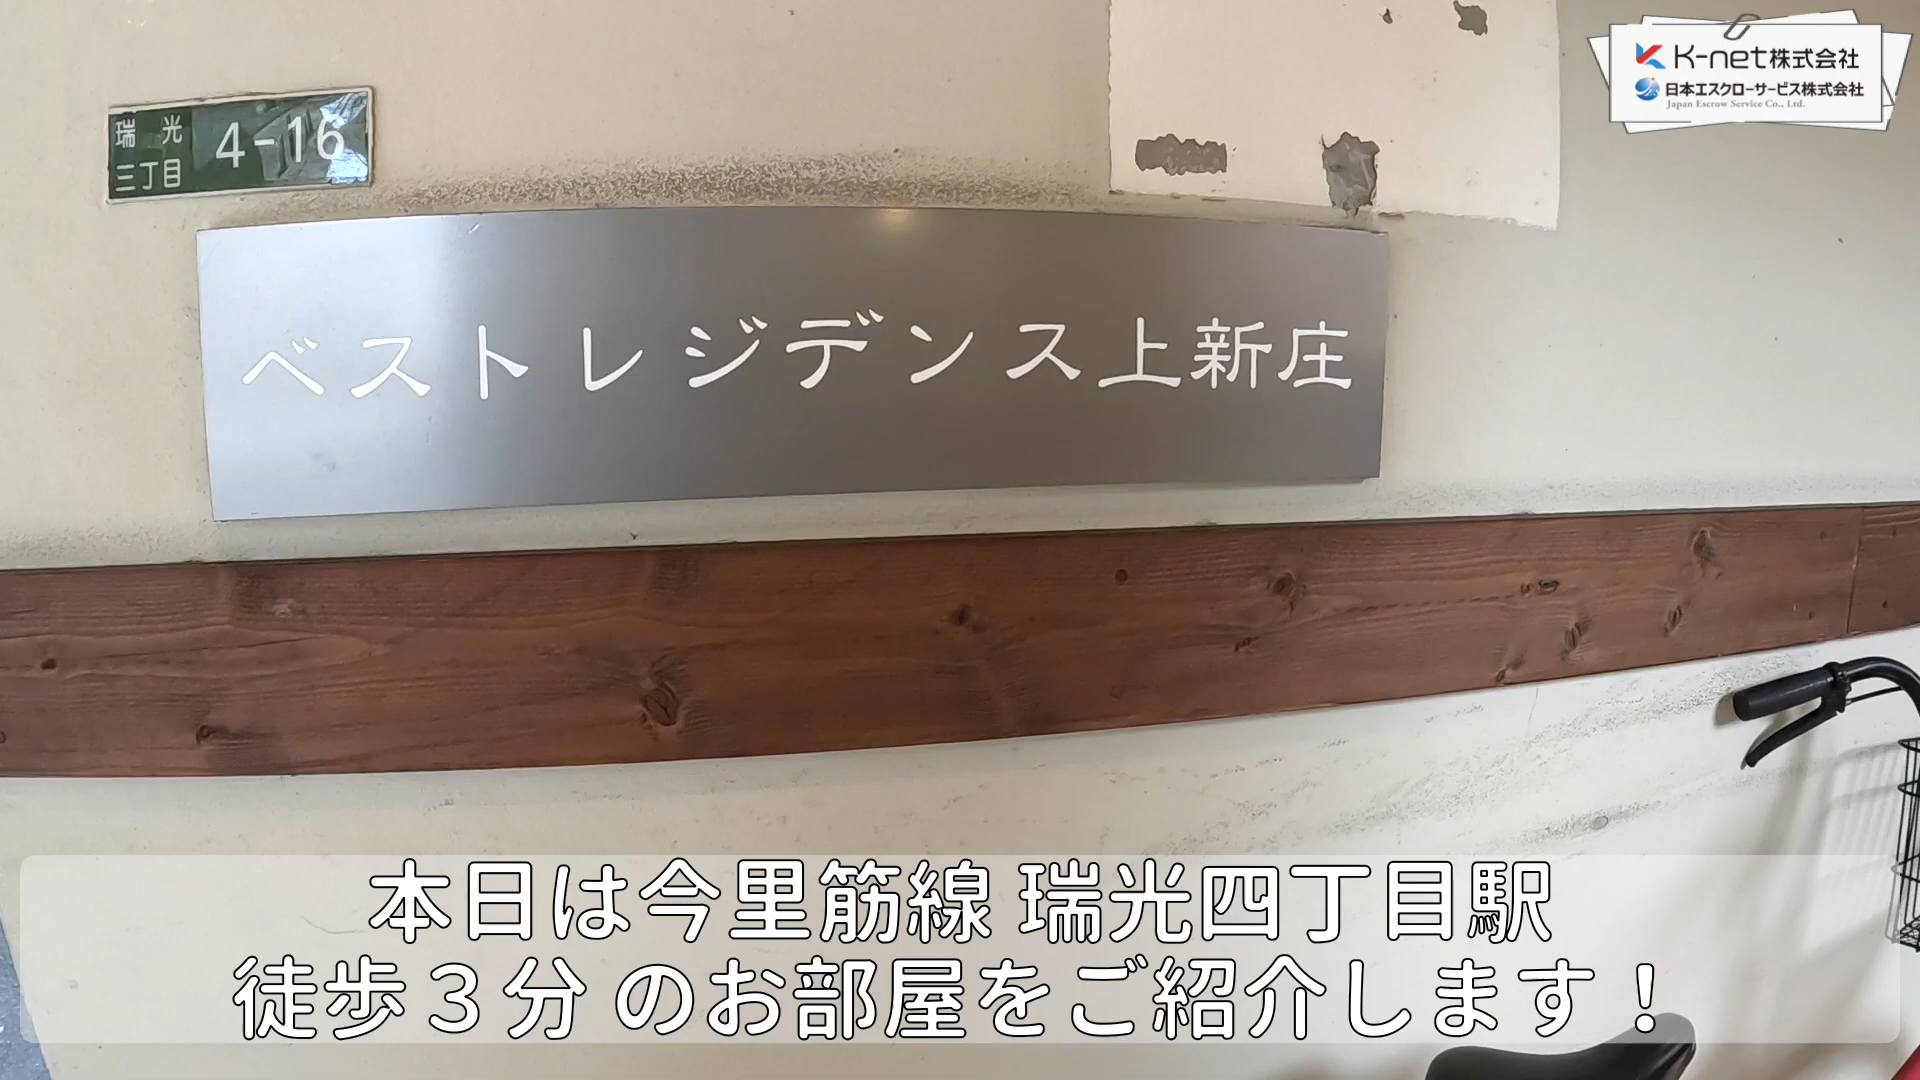 K-net株式会社
日本エスクローサービス株式会社
Japan Escrow Service Co., Ltd.
瑞光
三丁目
4-16
ベストレジデンス上新庄
本日は今里筋線 瑞光四丁目駅
徒歩３分 のお部屋をご紹介します！